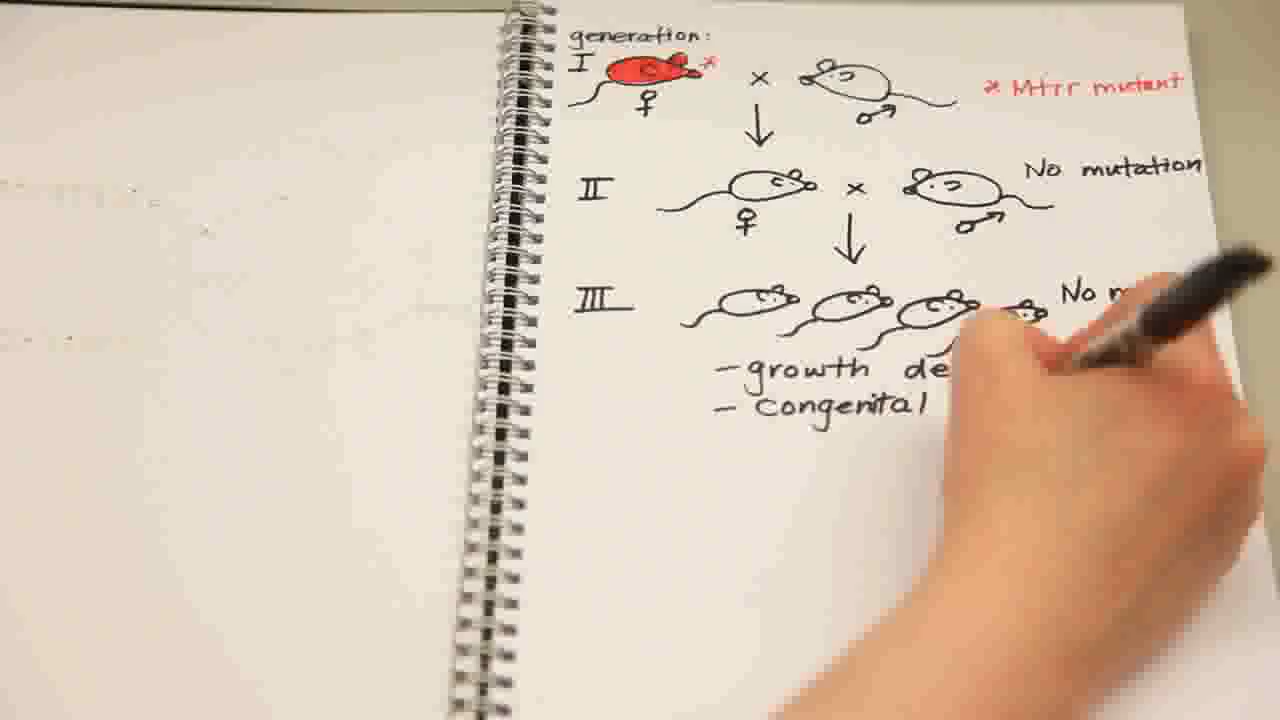 generation:
I
x
* Mtrr mutant
II
x
No mutation
III
No
- growth
- congenital